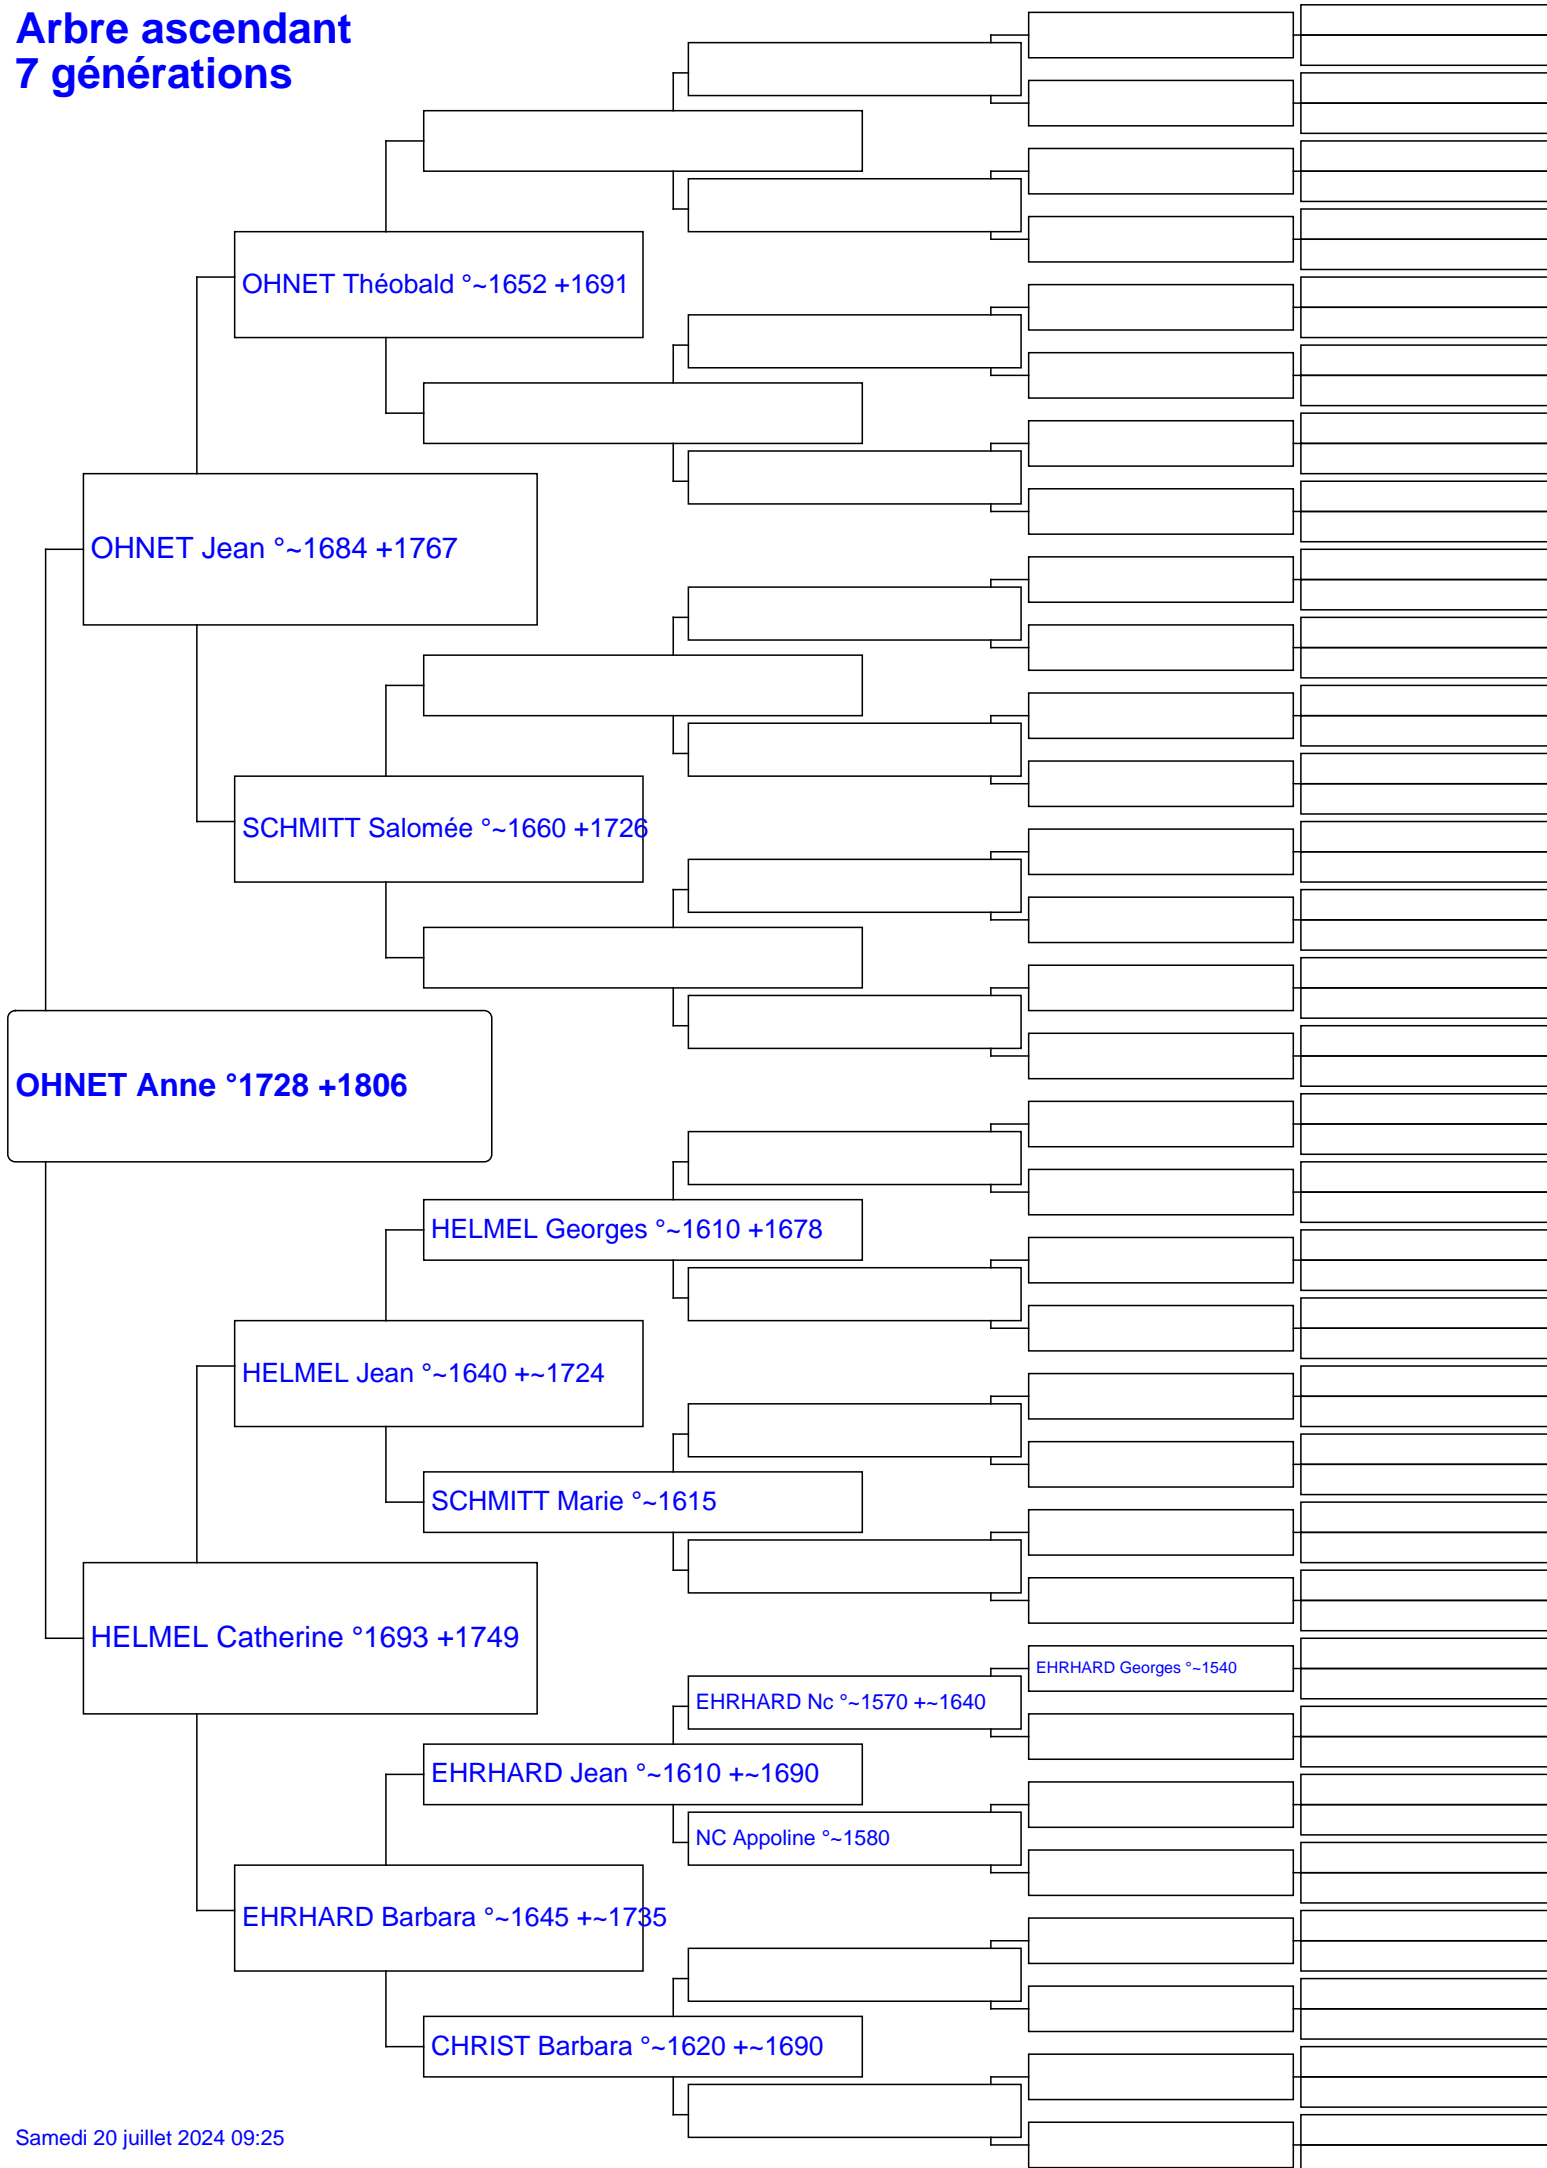 Arbre ascendant
7 générations
OHNET Théobald °~1652 +1691
OHNET Jean °~1684 +1767
SCHMITT Salomée °~1660 +1726
OHNET Anne °1728 +1806
HELMEL Georges °~1610 +1678
HELMEL Jean °~1640 +~1724
SCHMITT Marie °~1615
HELMEL Catherine °1693 +1749
EHRHARD Georges °~1540
EHRHARD Nc °~1570 +~1640
EHRHARD Jean °~1610 +~1690
NC Appoline °~1580
EHRHARD Barbara °~1645 +~1735
CHRIST Barbara °~1620 +~1690
Samedi 20 juillet 2024 09:25